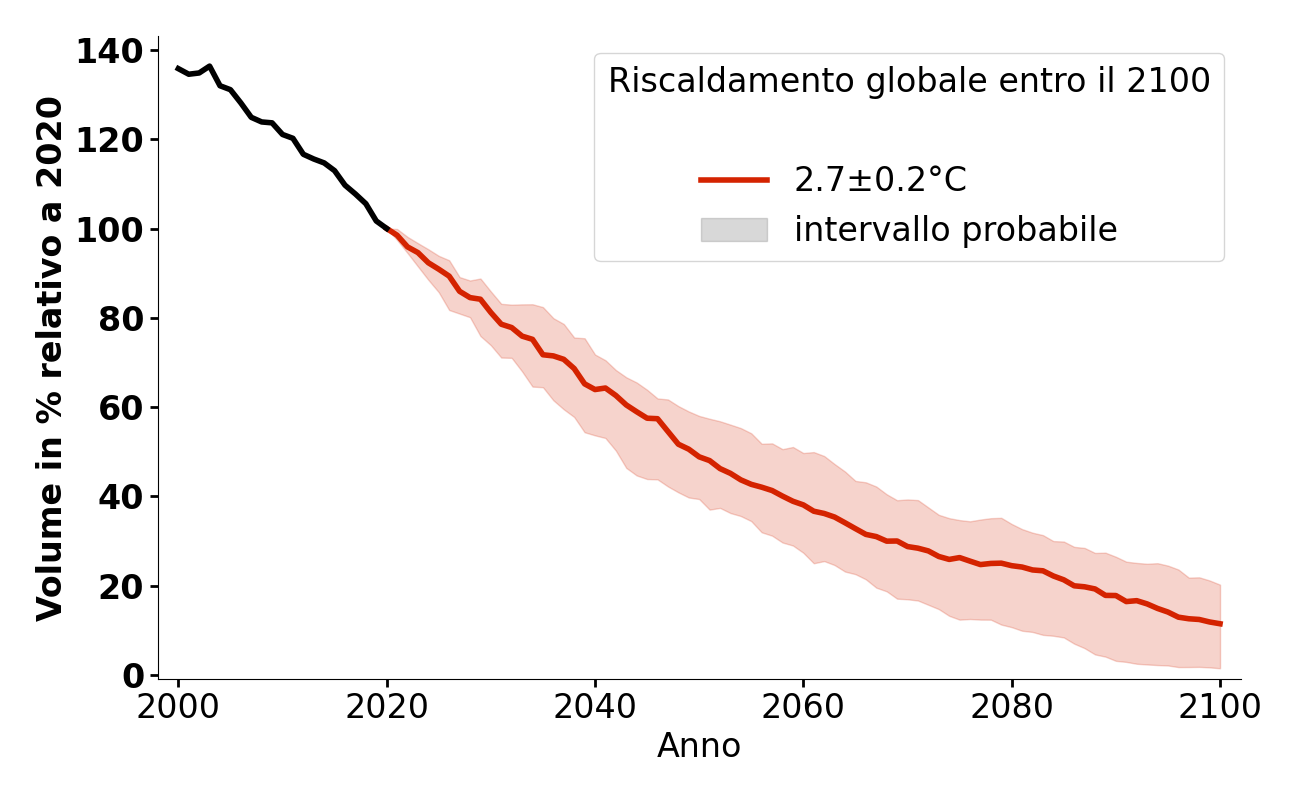 Riscaldamento globale entro il 2100
2.7±0.2°C
intervallo probabile
Volume in % relativo a 2020
140
120
100
80
60
40
20
0
2000 2020 2040 2060 2080 2100
Anno